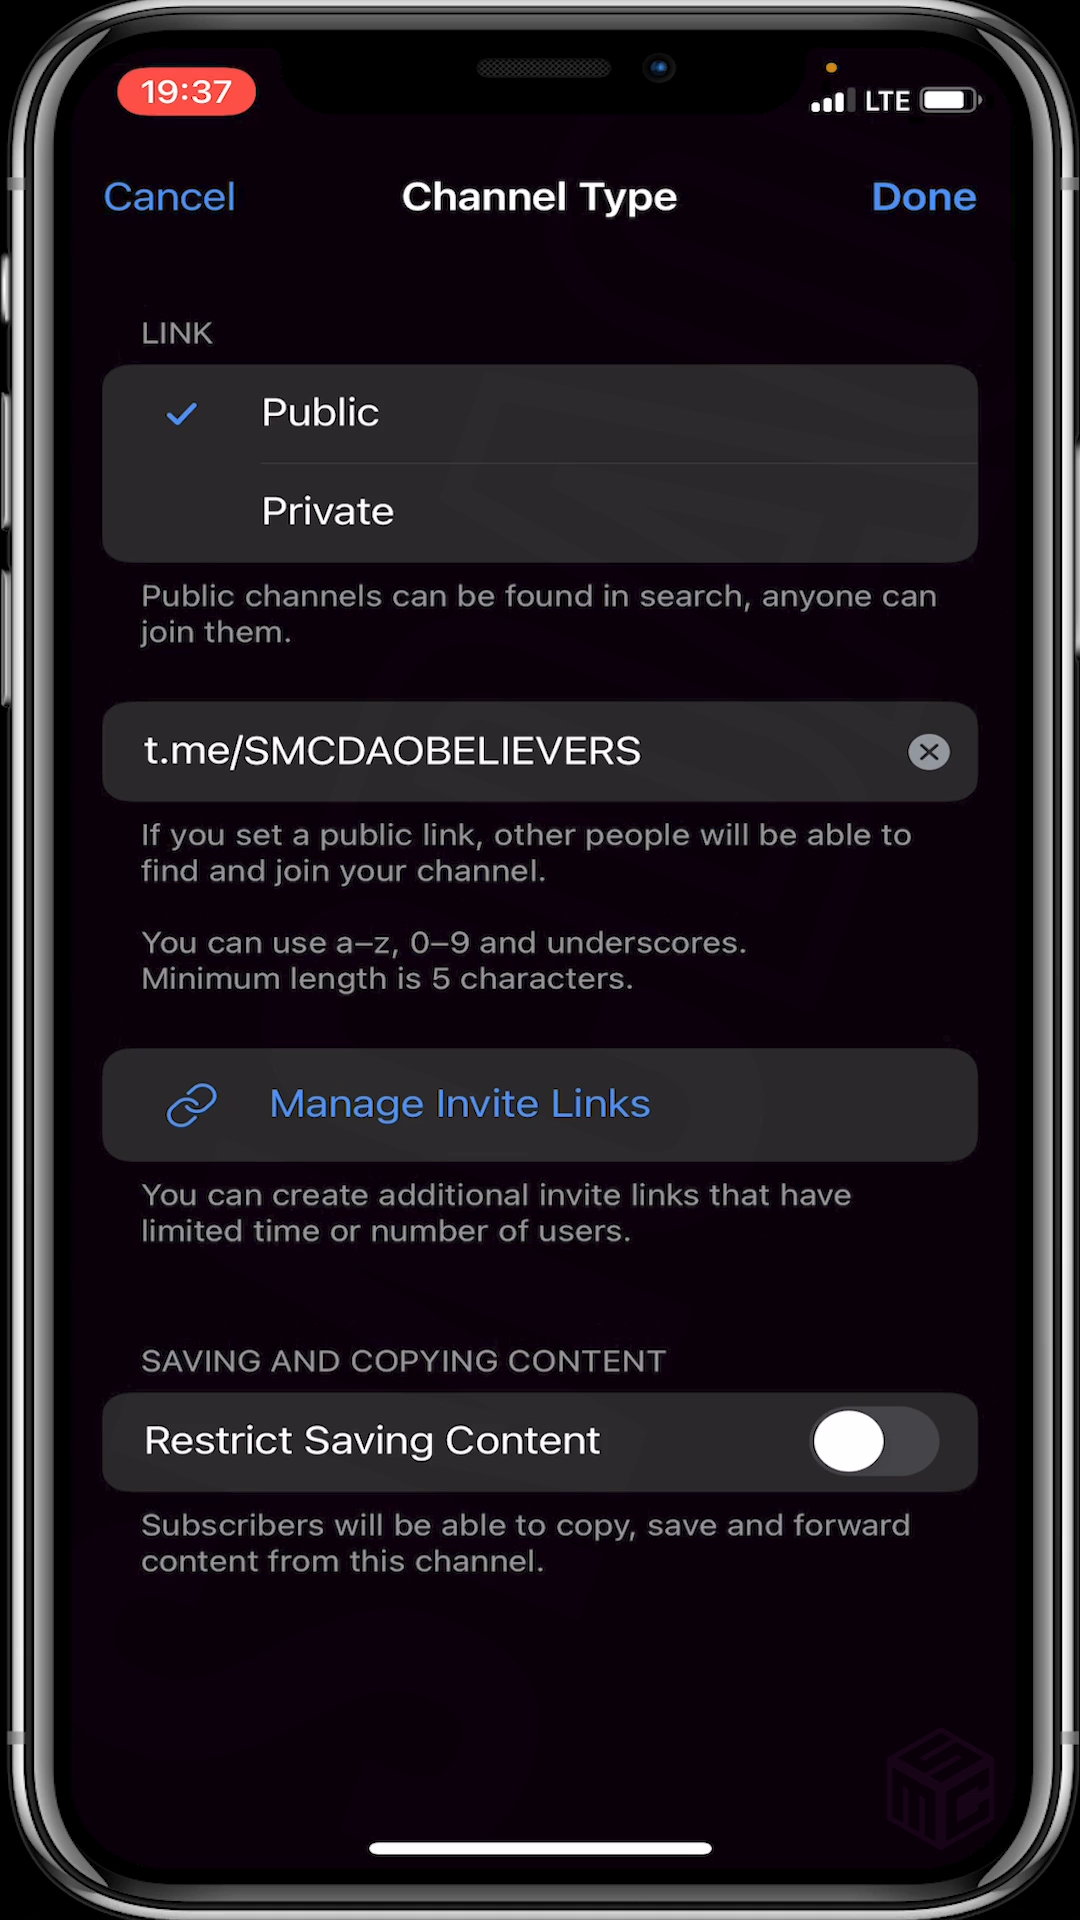 19:37
LTE
Cancel
Channel Type
Done
LINK
Public
Private
Public channels can be found in search, anyone can
join them.
t.me/SMCDAOBELIEVERS
If you set a public link, other people will be able to
find and join your channel.
You can use a–z, 0–9 and underscores.
Minimum length is 5 characters.
Manage Invite Links
You can create additional invite links that have
limited time or number of users.
SAVING AND COPYING CONTENT
Restrict Saving Content
Subscribers will be able to copy, save and forward
content from this channel.
SMC